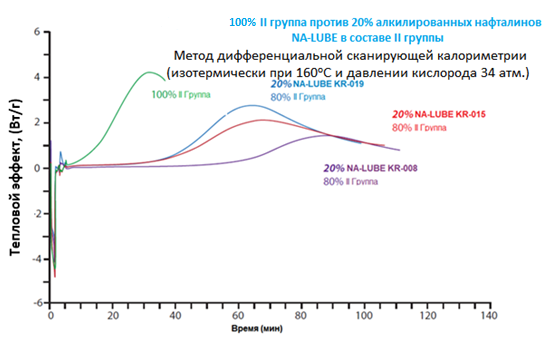 100% II группа против 20% алкилированных нафталинов
NA-LUBE в составе II группы
Метод дифференциальной сканирующей калориметрии
(изотермически при 160ºС и давлении кислорода 34 атм.)
Тепловой эффект, (Вт/г)
6
4
2
0
-2
-4
-6
100% II Группа
20% NA-LUBE KR-019
80% II Группа
20% NA-LUBE KR-015
80% II Группа
20% NA-LUBE KR-008
80% II Группа
0 20 40 60 80 100 120 140
Время (мин)